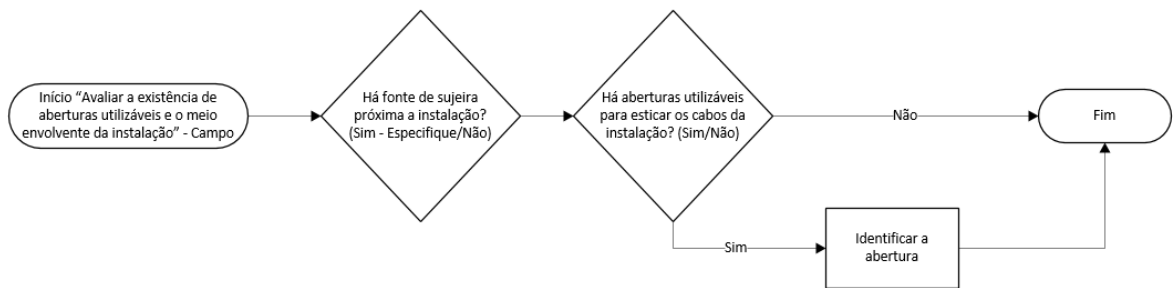 Início “Avaliar a existência de
aberturas utilizáveis e o meio
envolvente da instalação” - Campo
Há fonte de sujeira
próxima a instalação?
(Sim - Especifique/Não)
Há aberturas utilizáveis
para esticar os cabos da
instalação? (Sim/Não)
Não
Fim
Sim
Identificar a
abertura